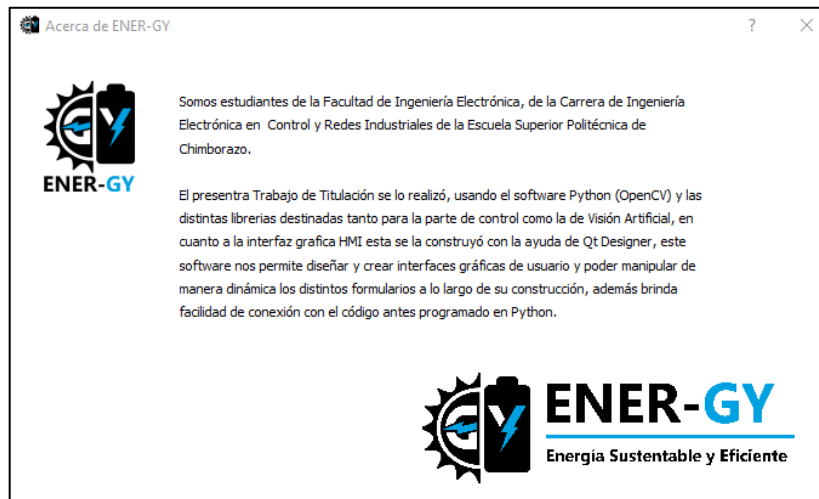 Acerca de ENER-GY
?
Somos estudiantes de la Facultad de Ingeniería Electrónica, de la Carrera de Ingeniería
Electrónica en Control y Redes Industriales de la Escuela Superior Politécnica de
Chimborazo.
ENER-GY
El presentra Trabajo de Titulación se lo realizó, usando el software Python (OpenCV) y las
distintas librerias destinadas tanto para la parte de control como la de Visión Artificial, en
cuanto a la interfaz grafica HMI esta se la construyó con la ayuda de Qt Designer, este
software nos permite diseñar y crear interfaces gráficas de usuario y poder manipular de
manera dinámica los distintos formularios a lo largo de su construcción, además brinda
facilidad de conexión con el código antes programado en Python.
ENER-GY
Energía Sustentable y Eficiente